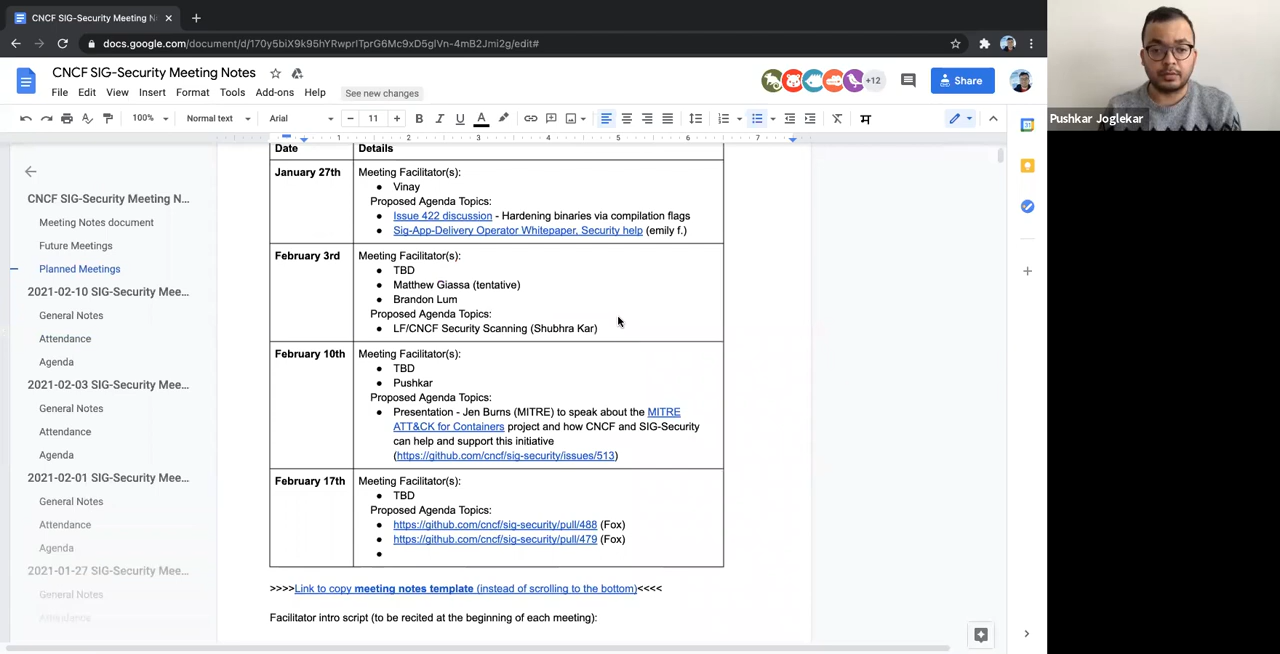 CNCF SIG-Security Meeting N
docs.google.com/document/d/170y5biX9k95hYRwprITprG6Mc9xD5gIVn-4mB2Jmi2g/edit#
CNCF SIG-Security Meeting Notes
File Edit View Insert Format Tools Add-ons Help See new changes
+12
Share
100% Normal text Arial 11
1 2 3 4 5 6 7
CNCF SIG-Security Meeting N...
Meeting Notes document
Future Meetings
Planned Meetings
2021-02-10 SIG-Security Mee...
General Notes
Attendance
Agenda
2021-02-03 SIG-Security Mee...
General Notes
Attendance
Agenda
2021-02-01 SIG-Security Mee...
General Notes
Attendance
Agenda
2021-01-27 SIG-Security Mee...
General Notes
Attendance
Date Details
January 27th Meeting Facilitator(s):
● Vinay
Proposed Agenda Topics:
● Issue 422 discussion - Hardening binaries via compilation flags
● Sig-App-Delivery Operator Whitepaper, Security help (emily f.)
February 3rd Meeting Facilitator(s):
● TBD
● Matthew Giassa (tentative)
● Brandon Lum
Proposed Agenda Topics:
● LF/CNCF Security Scanning (Shubhra Kar)
February 10th Meeting Facilitator(s):
● TBD
● Pushkar
Proposed Agenda Topics:
● Presentation - Jen Burns (MITRE) to speak about the MITRE
ATT&CK for Containers project and how CNCF and SIG-Security
can help and support this initiative
(https://github.com/cncf/sig-security/issues/513)
February 17th Meeting Facilitator(s):
● TBD
Proposed Agenda Topics:
● https://github.com/cncf/sig-security/pull/488 (Fox)
● https://github.com/cncf/sig-security/pull/479 (Fox)
●
>>>>Link to copy meeting notes template (instead of scrolling to the bottom)<<<<
Facilitator intro script (to be recited at the beginning of each meeting):
Pushkar Joglekar